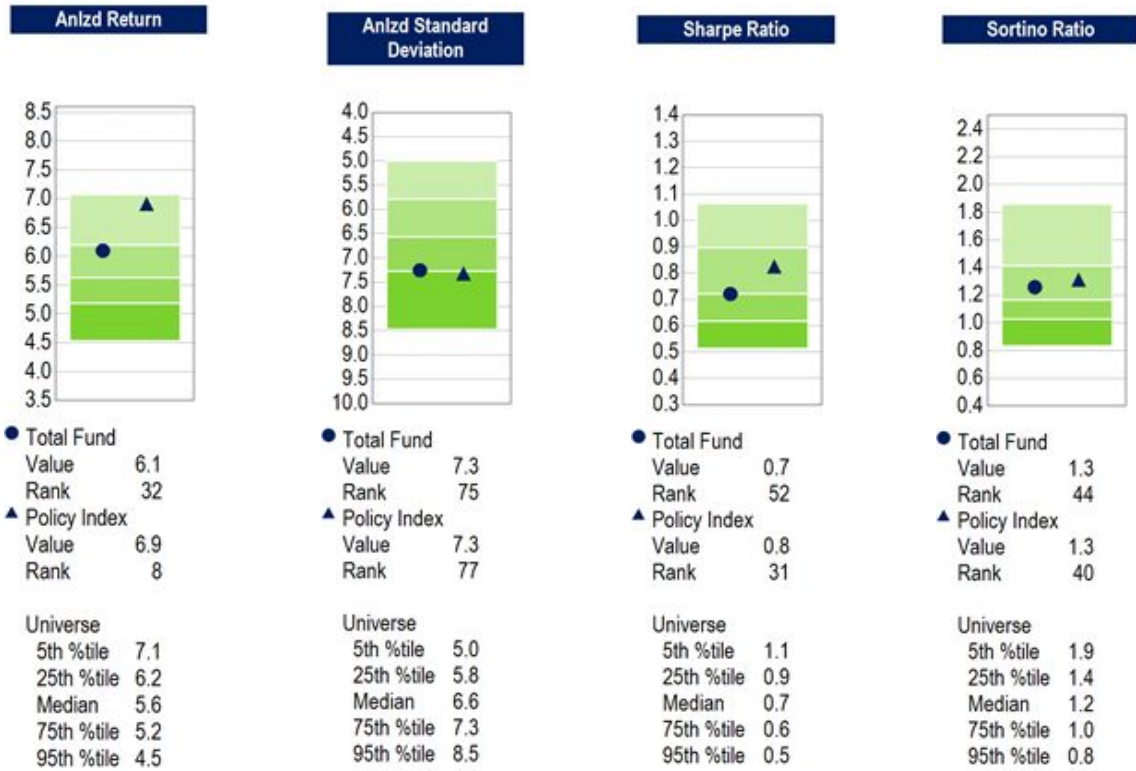 Anlzd Return
8.5
8.0
7.5
7.0
6.5
6.0
5.5
5.0
4.5
4.0
3.5
Total Fund
Value 6.1
Rank 32
Policy Index
Value 6.9
Rank 8
Universe
5th %tile 7.1
25th %tile 6.2
Median 5.6
75th %tile 5.2
95th %tile 4.5
Anlzd Standard
Deviation
4.0
4.5
5.0
5.5
6.0
6.5
7.0
7.5
8.0
8.5
9.0
9.5
10.0
Total Fund
Value 7.3
Rank 75
Policy Index
Value 7.3
Rank 77
Universe
5th %tile 5.0
25th %tile 5.8
Median 6.6
75th %tile 7.3
95th %tile 8.5
Sharpe Ratio
1.4
1.3
1.2
1.1
1.0
0.9
0.8
0.7
0.6
0.5
0.4
0.3
Total Fund
Value 0.7
Rank 52
Policy Index
Value 0.8
Rank 31
Universe
5th %tile 1.1
25th %tile 0.9
Median 0.7
75th %tile 0.6
95th %tile 0.5
Sortino Ratio
2.4
2.2
2.0
1.8
1.6
1.4
1.2
1.0
0.8
0.6
0.4
Total Fund
Value 1.3
Rank 44
Policy Index
Value 1.3
Rank 40
Universe
5th %tile 1.9
25th %tile 1.4
Median 1.2
75th %tile 1.0
95th %tile 0.8